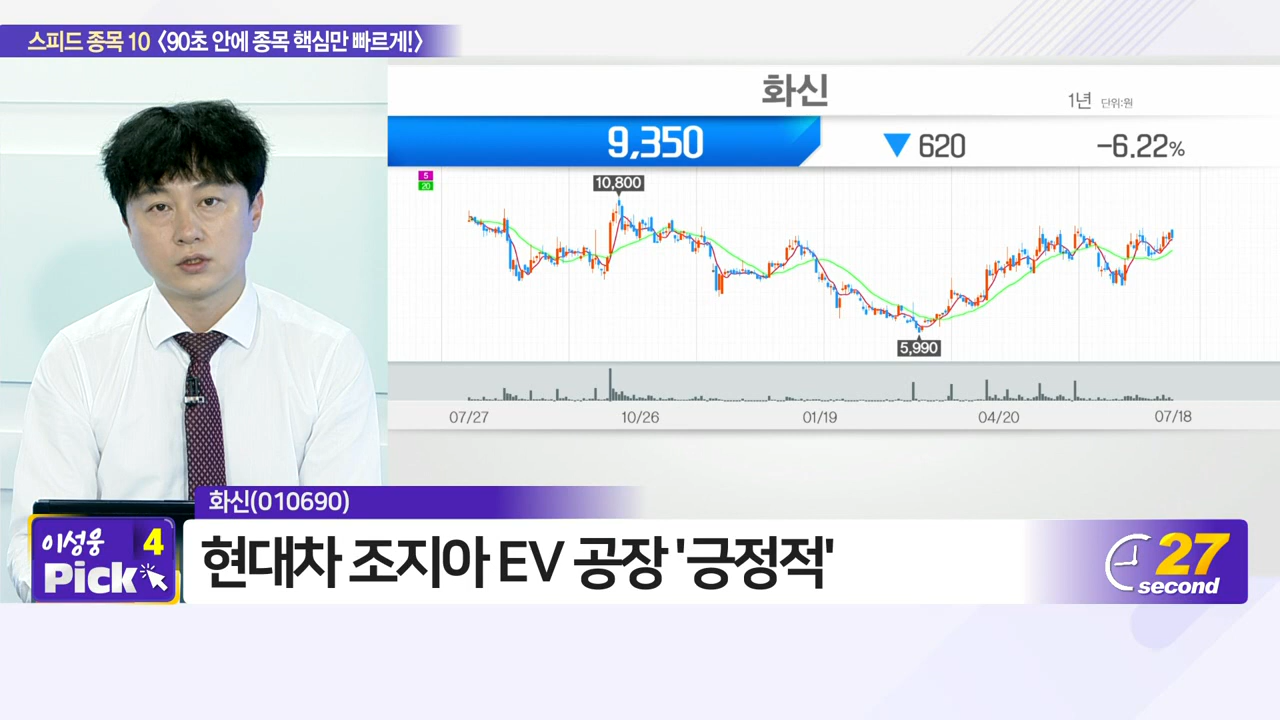 스피드 종목 10 〈90초 안에 종목 핵심만 빠르게!〉
화신
1년 단위:원
9,350
▼ 620
-6.22%
5
20
10,800
5,990
07/27 10/26 01/19 04/20 07/18
화신(010690)
이성웅 4
Pick
현대차 조지아 EV 공장 '긍정적'
27
second